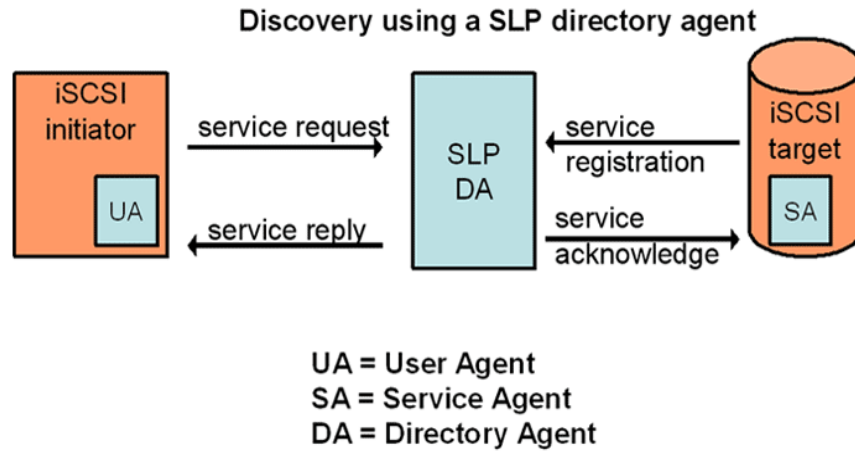 Discovery using a SLP directory agent
iSCSI
initiator
UA
service request
service reply
SLP
DA
service
registration
service
acknowledge
iSCSI
target
SA
UA = User Agent
SA = Service Agent
DA = Directory Agent